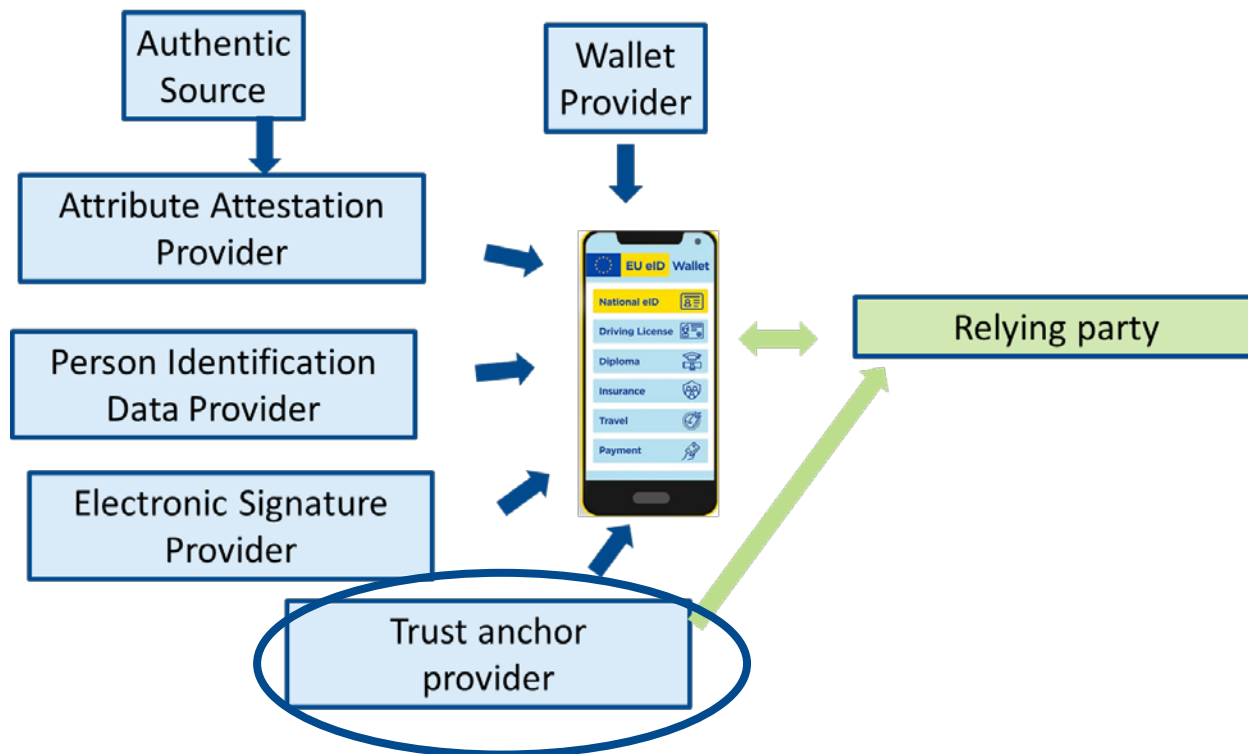 Authentic
Source
Wallet
Provider
Attribute Attestation
Provider
EU eID Wallet
National eID
Driving License
Diploma
Insurance
Travel
Payment
Relying party
Person Identification
Data Provider
Electronic Signature
Provider
Trust anchor
provider